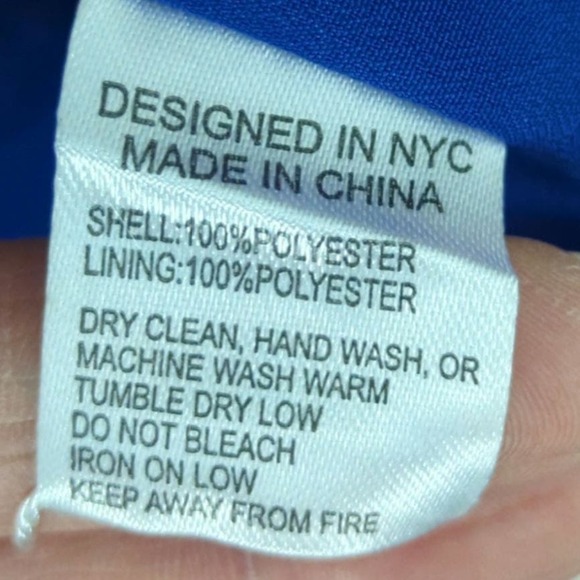 DESIGNED IN NYC
MADE IN CHINA
SHELL:100%POLYESTER
LINING:100%POLYESTER
DRY CLEAN, HAND WASH, OR
MACHINE WASH WARM
TUMBLE DRY LOW
DO NOT BLEACH
IRON ON LOW
KEEP AWAY FROM FIRE